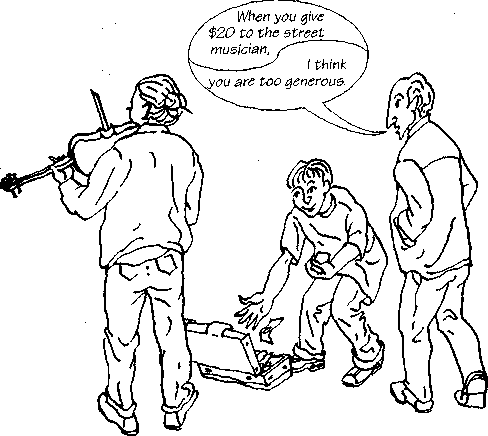 When you give
$20 to the street
musician,
I think
you are too generous.